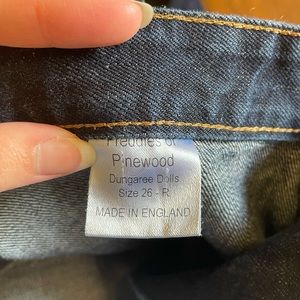 Freddies of
Pinewood
Dungaree Dolls
Size 26 - R
MADE IN ENGLAND